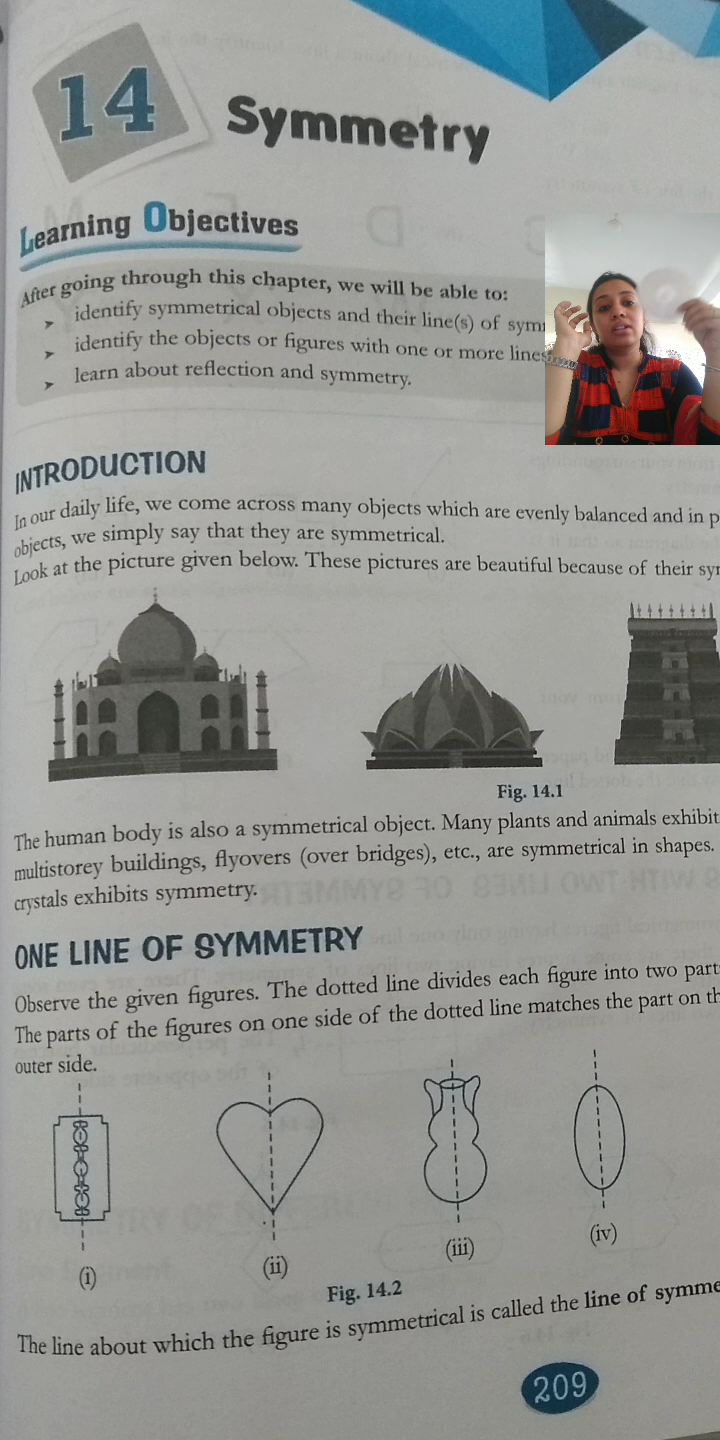 14
Symmetry
Learning Objectives
After going through this chapter, we will be able to:
➤ identify symmetrical objects and their line(s) of
➤ identify the objects or figures with one or more
➤ learn about reflection and symmetry.
INTRODUCTION
In our daily life, we come across many objects which are evenly balanced and in
objects, we simply say that they are symmetrical.
Look at the picture given below. These pictures are beautiful because of their
Fig. 14.1
The human body is also a symmetrical object. Many plants and animals exhibit
multistorey buildings, flyovers (over bridges), etc., are symmetrical in shapes.
crystals exhibits symmetry.
ONE LINE OF SYMMETRY
Observe the given figures. The dotted line divides each figure into two
The parts of the figures on one side of the dotted line matches the part on
outer side.
(i) (ii) (iii) (iv)
Fig. 14.2
The line about which the figure is symmetrical is called the line of
209